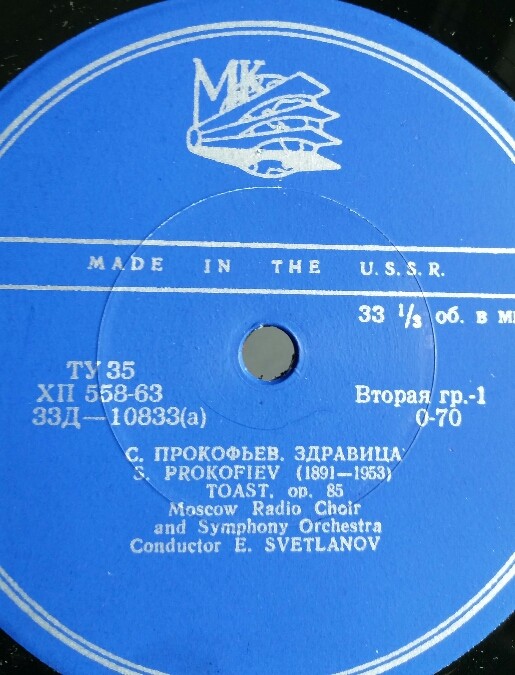 МК
MADE IN THE U.S.S.R.
33 ⅓ об. в
ТУ 35
ХП 558-63
33Д—10833(а)
Вторая гр.-1
0-70
С. ПРОКОФЬЕВ. ЗДРАВИЦА
S. PROKOFIEV (1891—1953)
TOAST, op. 85
Moscow Radio Choir
and Symphony Orchestra
Conductor E. SVETLANOV